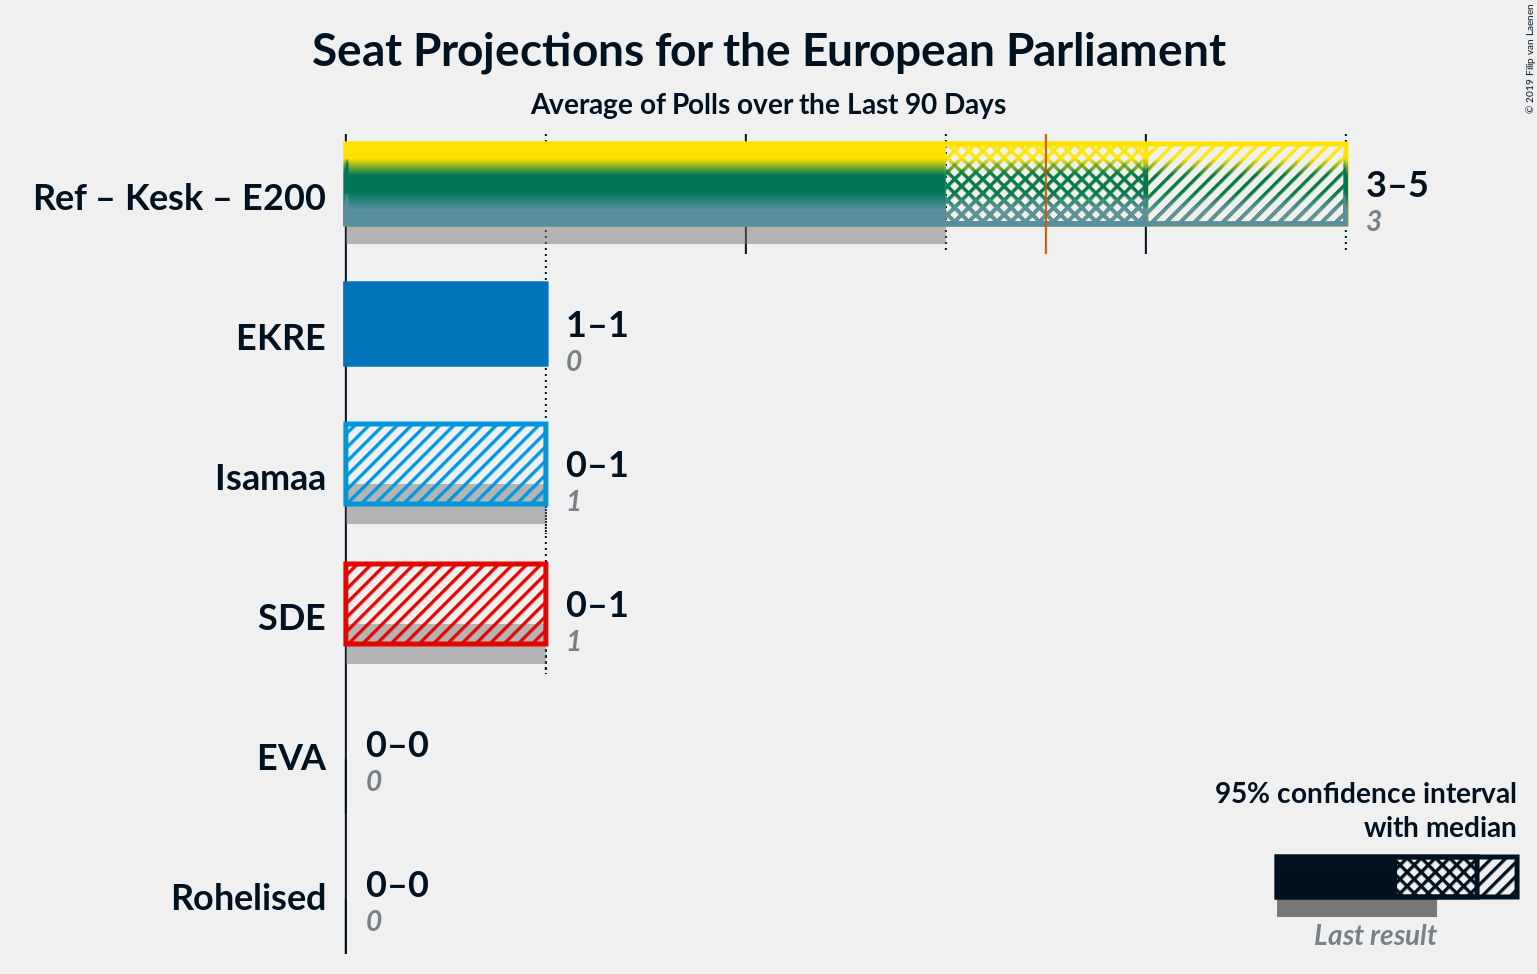 Seat Projections for the European Parliament
Average of Polls over the Last 90 Days
© 2019 Filip van Laenen
Ref – Kesk – E200
3–5
3
EKRE
1–1
0
Isamaa
0–1
1
SDE
0–1
1
EVA
0–0
0
Rohelised
0–0
0
95% confidence interval
with median
Last result